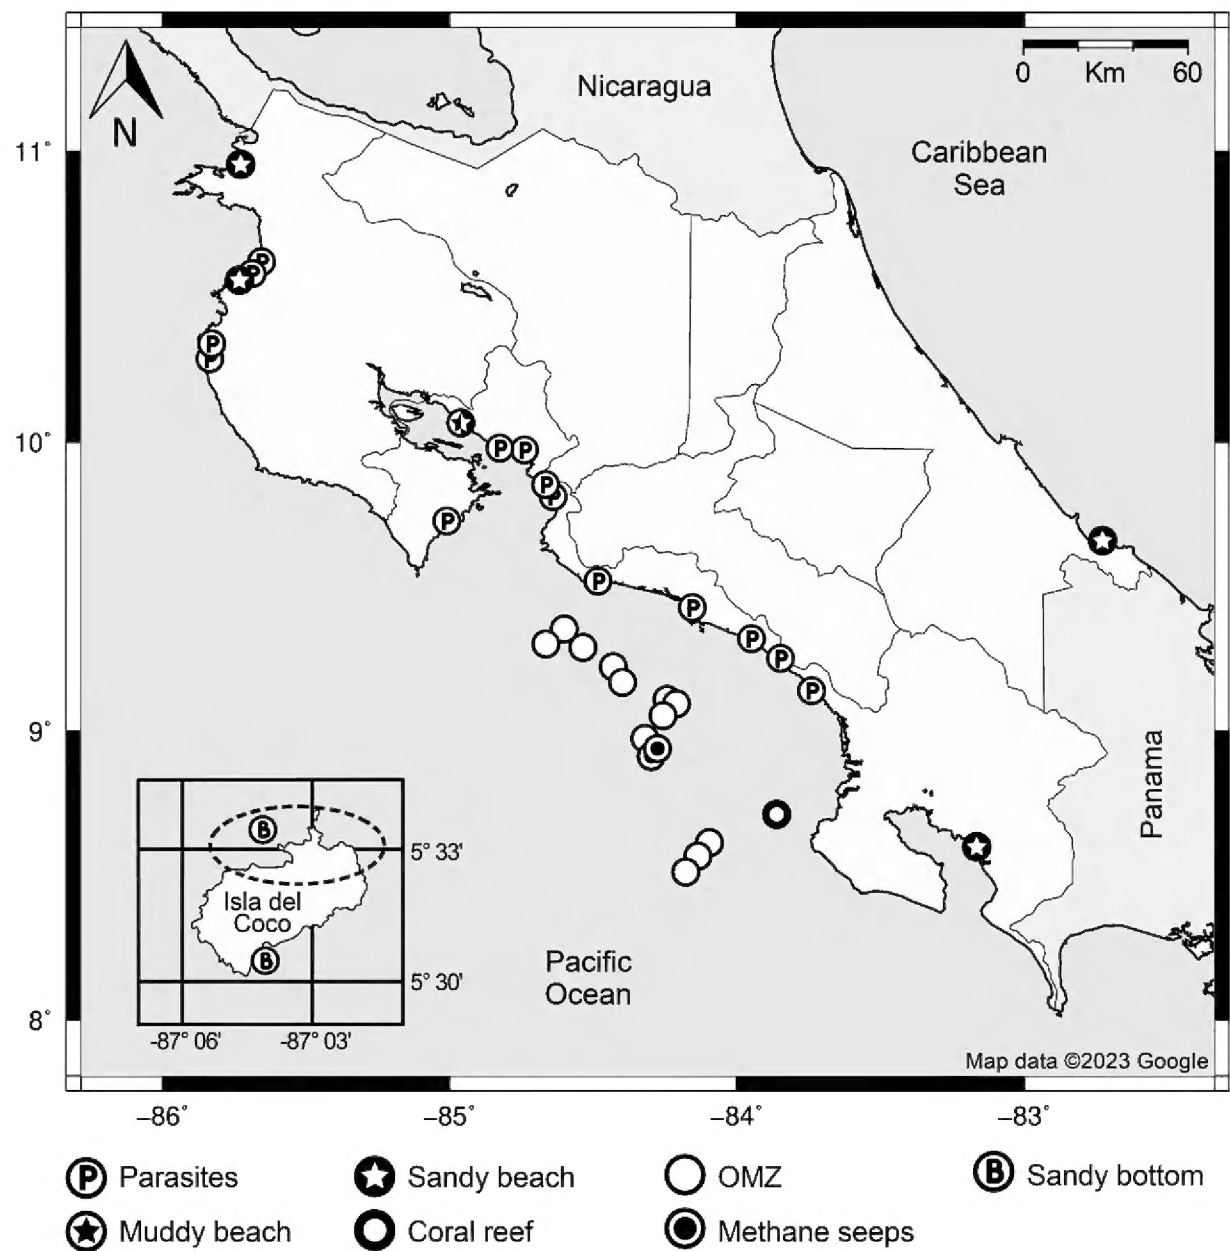 Nicaragua
0 Km 60
N
Caribbean
Sea
11°
10°
9°
8°
P
P
P
P
P
P
P
P
P
P
P
P
P
P
Panama
B
5° 33'
Isla del
Coco
B
5° 30'
-87° 06' -87° 03'
Pacific
Ocean
Map data ©2023 Google
−86° −85° −84° −83°
P Parasites Sandy beach OMZ B Sandy bottom
Muddy beach Coral reef Methane seeps